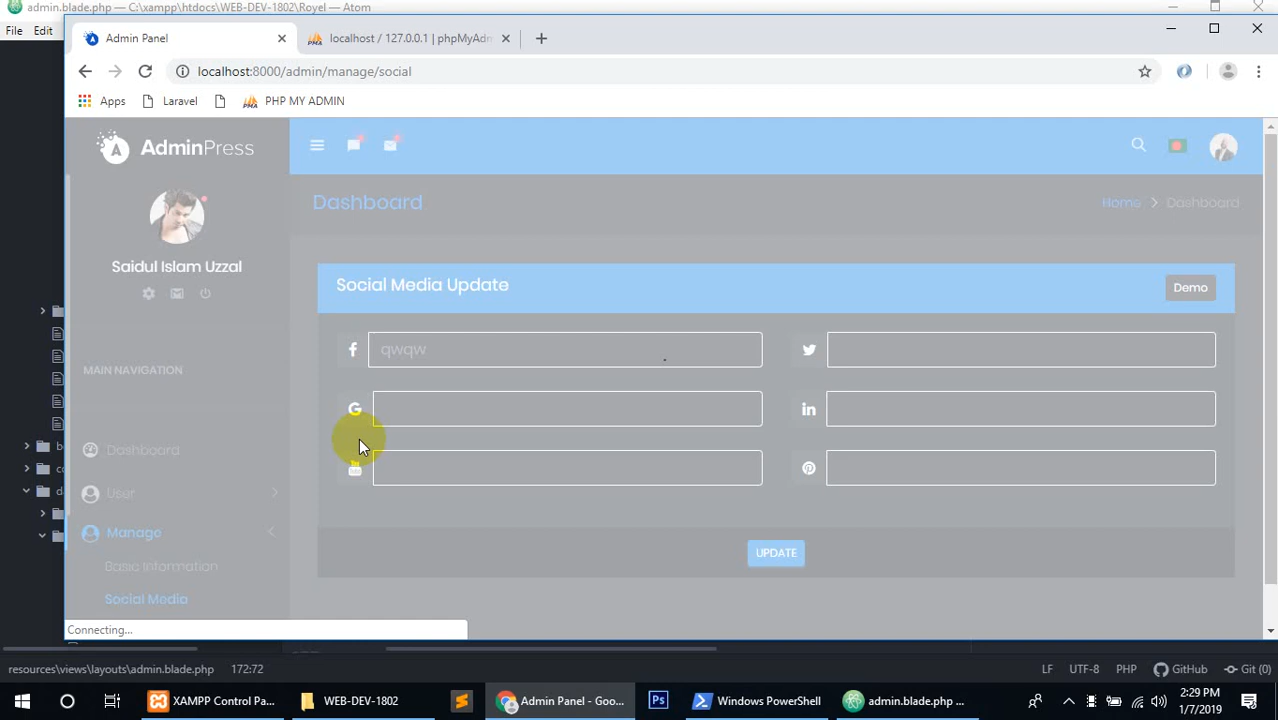 admin.blade.php — C:\xampp\htdocs\WEB-DEV-1802\Royel — Atom
File Ed
Admin Panel
localhost / 127.0.0.1 | phpMyAdm
localhost:8000/admin/manage/social
Apps Laravel PHP MY ADMIN
AdminPress
Dashboard
Home Dashboard
Saidul Islam Uzzal
Social Media Update
Demo
qwqw
MAIN NAVIGATION
Dashboard
User
Manage
UPDATE
Basic Information
Social Media
Connecting...
resources\views\layouts\admin.blade.php 172:72 LF UTF-8 PHP GitHub Git (0)
XAMPP Control Pa... WEB-DEV-1802 Admin Panel - Goo... Ps Windows PowerShell admin.blade.php ...
2:29 PM
1/7/2019